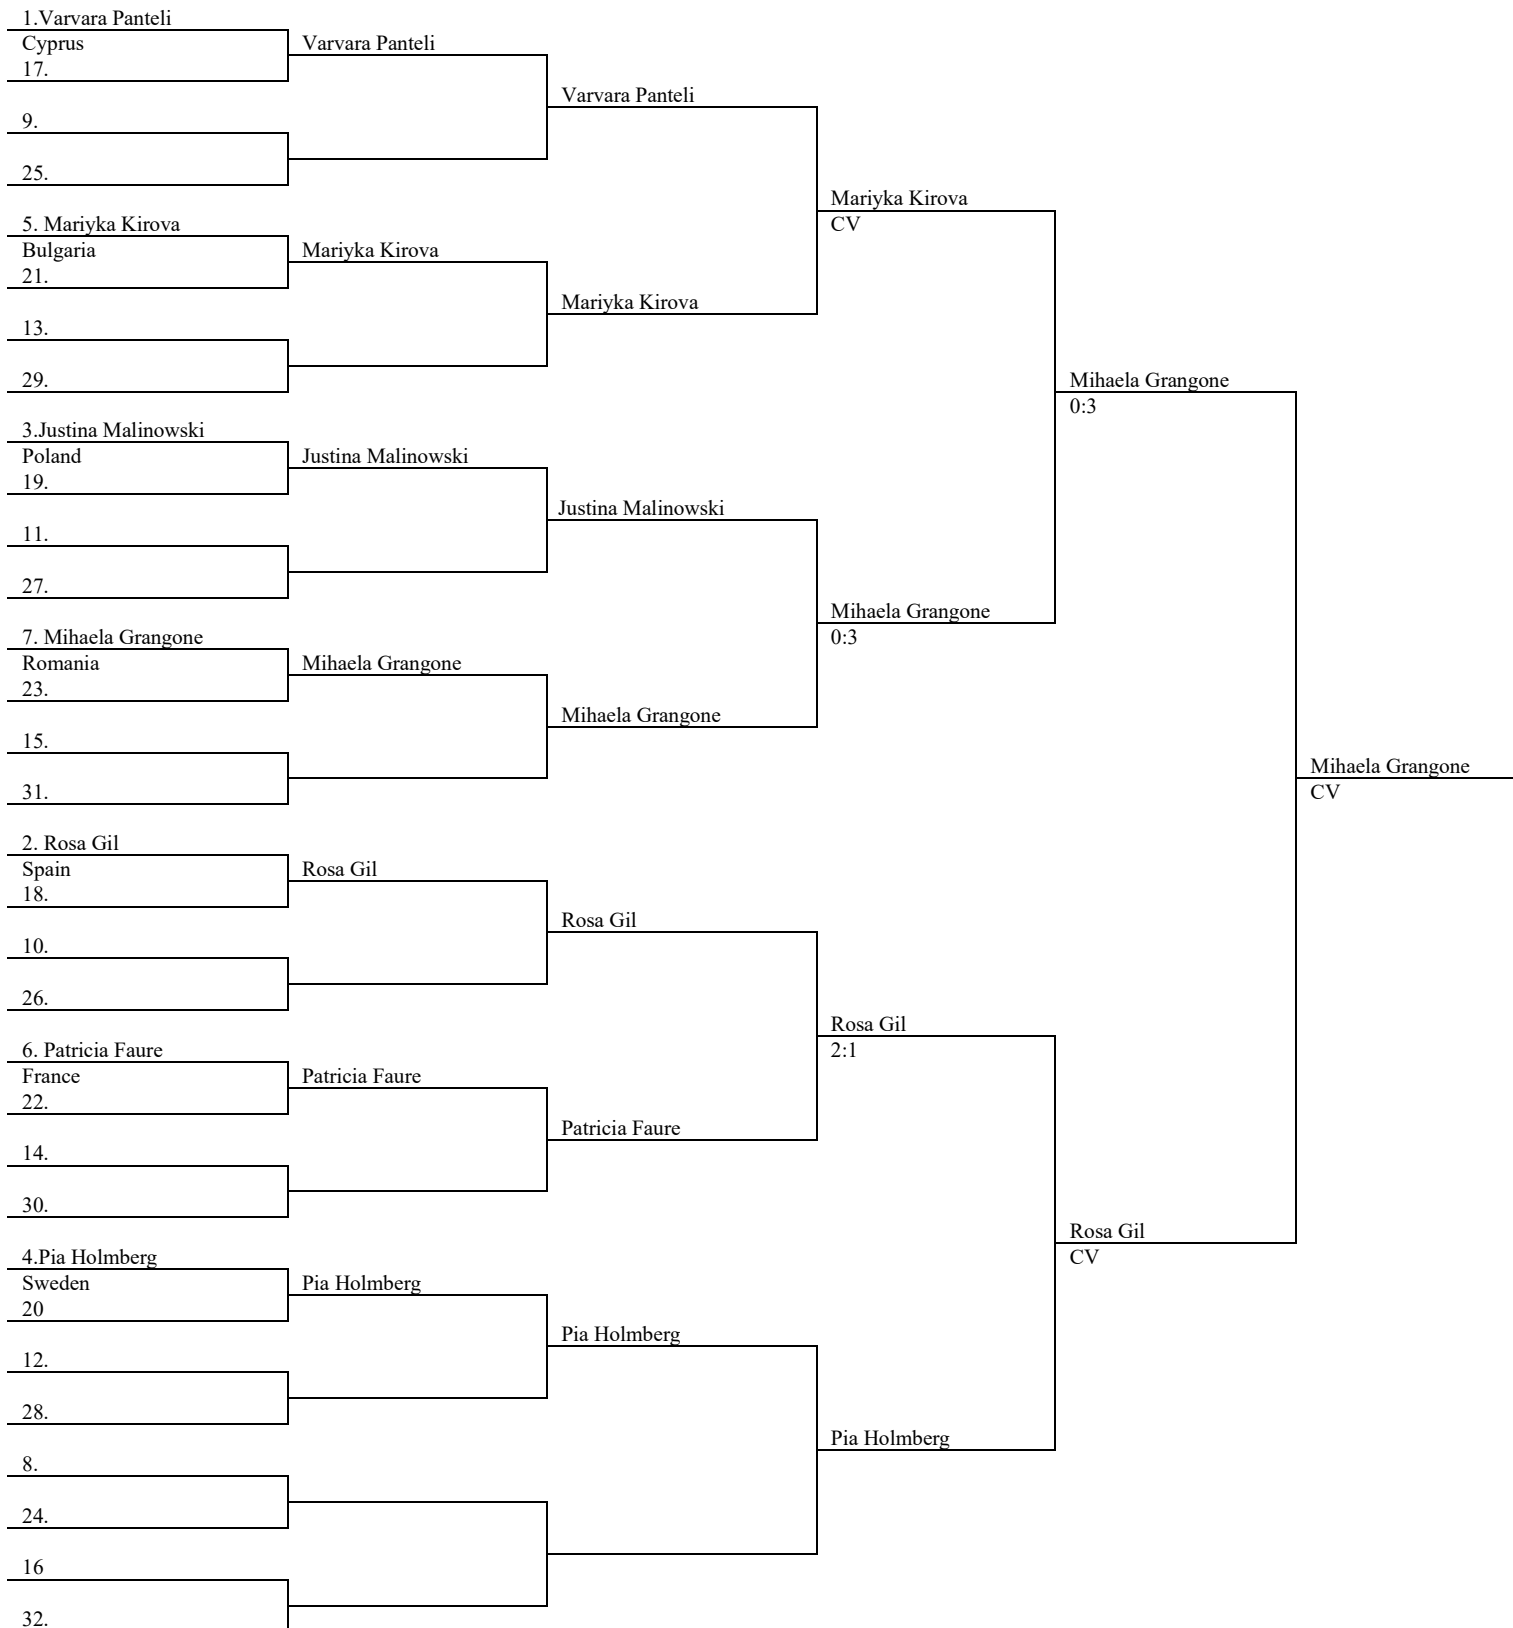 1.Varvara Panteli
Cyprus
17.
9.
25.
5. Mariyka Kirova
Bulgaria
21.
13.
29.
3.Justina Malinowski
Poland
19.
11.
27.
7. Mihaela Grangone
Romania
23.
15.
31.
2. Rosa Gil
Spain
18.
10.
26.
6. Patricia Faure
France
22.
14.
30.
4.Pia Holmberg
Sweden
20
12.
28.
8.
24.
16
32.
Varvara Panteli
Mariyka Kirova
Justina Malinowski
Mihaela Grangone
Rosa Gil
Patricia Faure
Pia Holmberg
Varvara Panteli
Mariyka Kirova
Justina Malinowski
Mihaela Grangone
Rosa Gil
Patricia Faure
Pia Holmberg
Mariyka Kirova
CV
Mihaela Grangone
0:3
Rosa Gil
2:1
Pia Holmberg
Mihaela Grangone
0:3
Rosa Gil
CV
Mihaela Grangone
CV